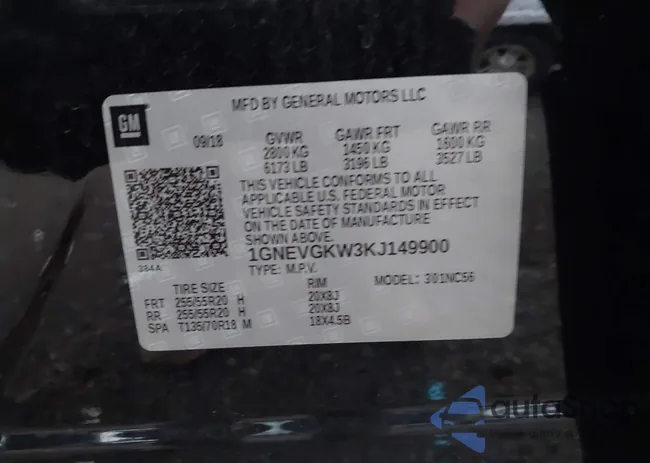 MFD BY GENERAL MOTORS LLC
GM
09/18 GVWR GAWR FRT GAWR RR
2800 KG 1450 KG 1600 KG
6173 LB 3196 LB 3527 LB
THIS VEHICLE CONFORMS TO ALL
APPLICABLE U.S. FEDERAL MOTOR
VEHICLE SAFETY STANDARDS IN EFFECT
ON THE DATE OF MANUFACTURE
SHOWN ABOVE.
384A
1GNEVGKW3KJ149900
TYPE: M.P.V. MODEL: 301NC56
TIRE SIZE RIM
FRT 255/55R20 H 20X8J
RR 255/55R20 H 20X8J
SPA T135/70R18 M 18X4.5B